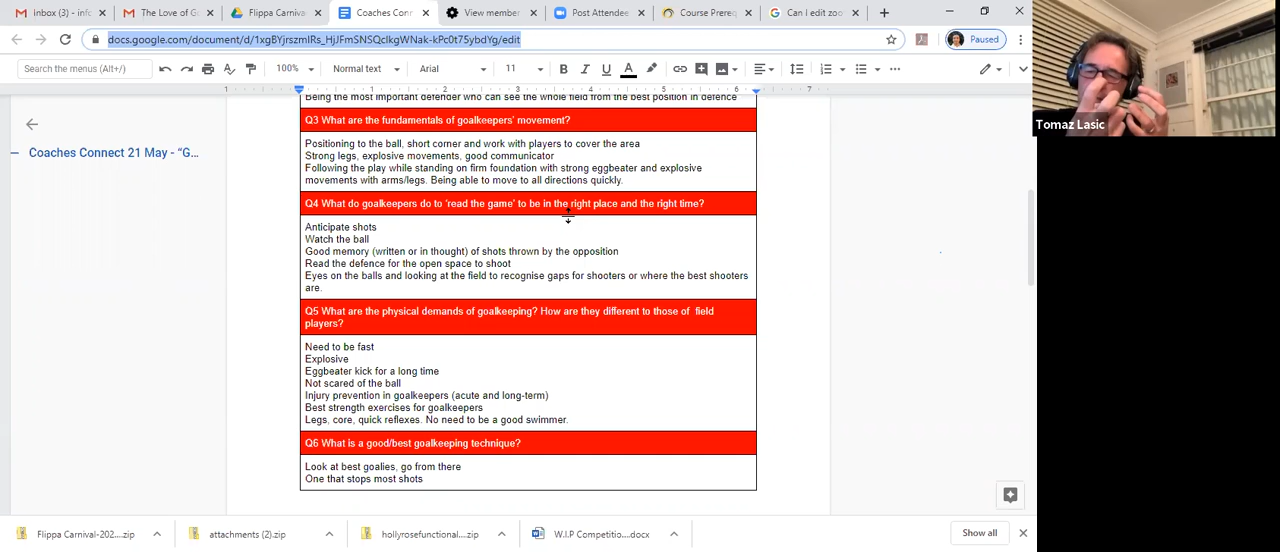 Inbox (3) - info
The Love of G
Flippa Carniva
Coaches Conn
View member
Post Attendee
Course Prereq
Can I edit zoo
docs.google.com/document/d/1xgBYjrszmIRs_HjJFmSNSQclkgWNak-kPc0t75ybdYg/edit
Paused
Search the menus (Alt+/)
100%
Normal text
Arial
11
1 1 2 3 4 5 6 7
Coaches Connect 21 May - “G...
Being the most important defender who can see the whole field from the best position in defence
Q3 What are the fundamentals of goalkeepers' movement?
Positioning to the ball, short corner and work with players to cover the area
Strong legs, explosive movements, good communicator
Following the play while standing on firm foundation with strong eggbeater and explosive
movements with arms/legs. Being able to move to all directions quickly.
Q4 What do goalkeepers do to 'read the game' to be in the right place and the right time?
Anticipate shots
Watch the ball
Good memory (written or in thought) of shots thrown by the opposition
Read the defence for the open space to shoot
Eyes on the balls and looking at the field to recognise gaps for shooters or where the best shooters
are.
Q5 What are the physical demands of goalkeeping? How are they different to those of field
players?
Need to be fast
Explosive
Eggbeater kick for a long time
Not scared of the ball
Injury prevention in goalkeepers (acute and long-term)
Best strength exercises for goalkeepers
Legs, core, quick reflexes. No need to be a good swimmer.
Q6 What is a good/best goalkeeping technique?
Look at best goalies, go from there
One that stops most shots
Flippa Carnival-202....zip
attachments (2).zip
hollyrosefunctional....zip
W.I.P Competitio....docx
Show all
Tomaz Lasic